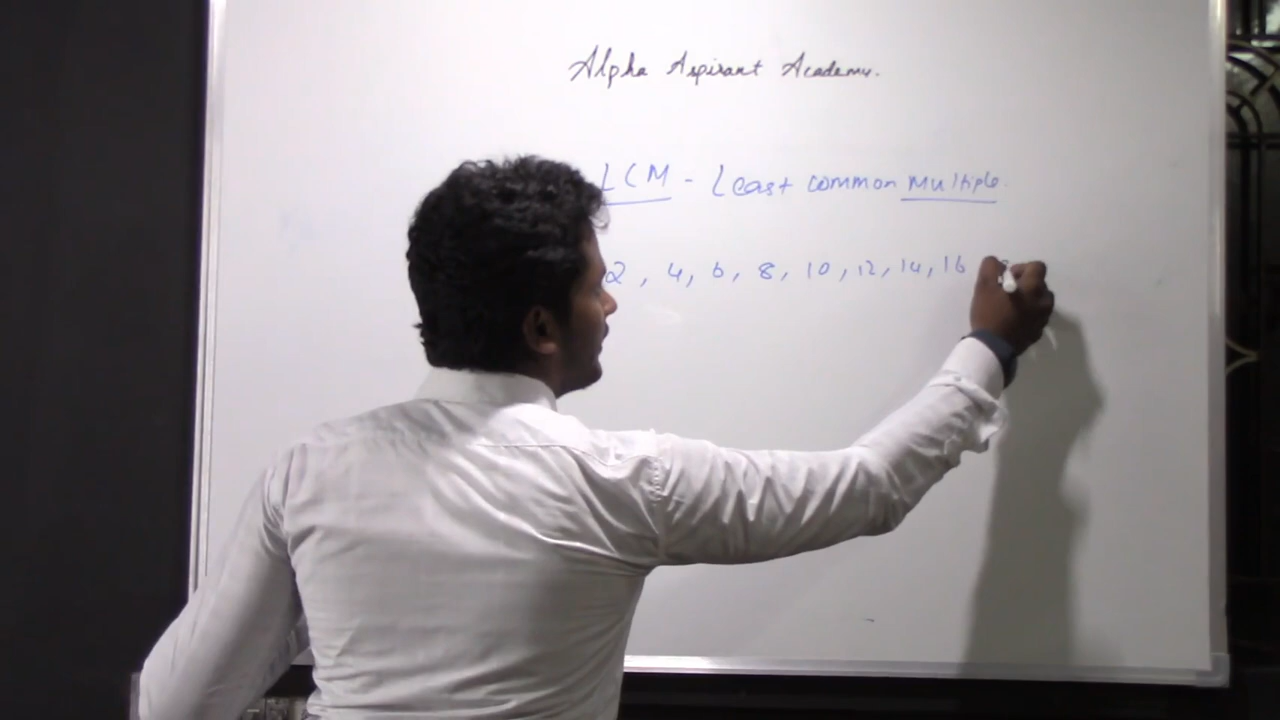 Alpha Aspirant Academy.
LCM - Least common multiple.
2, 4, 6, 8, 10, 12, 14, 16